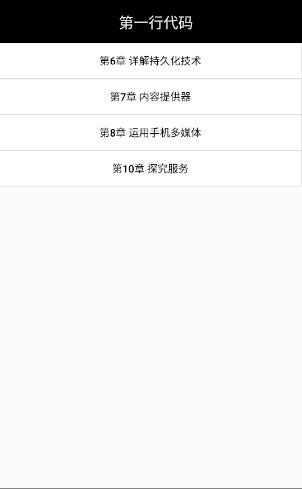 第一行代码
第6章 详解持久化技术
第7章 内容提供器
第8章 运用手机多媒体
第10章 探究服务